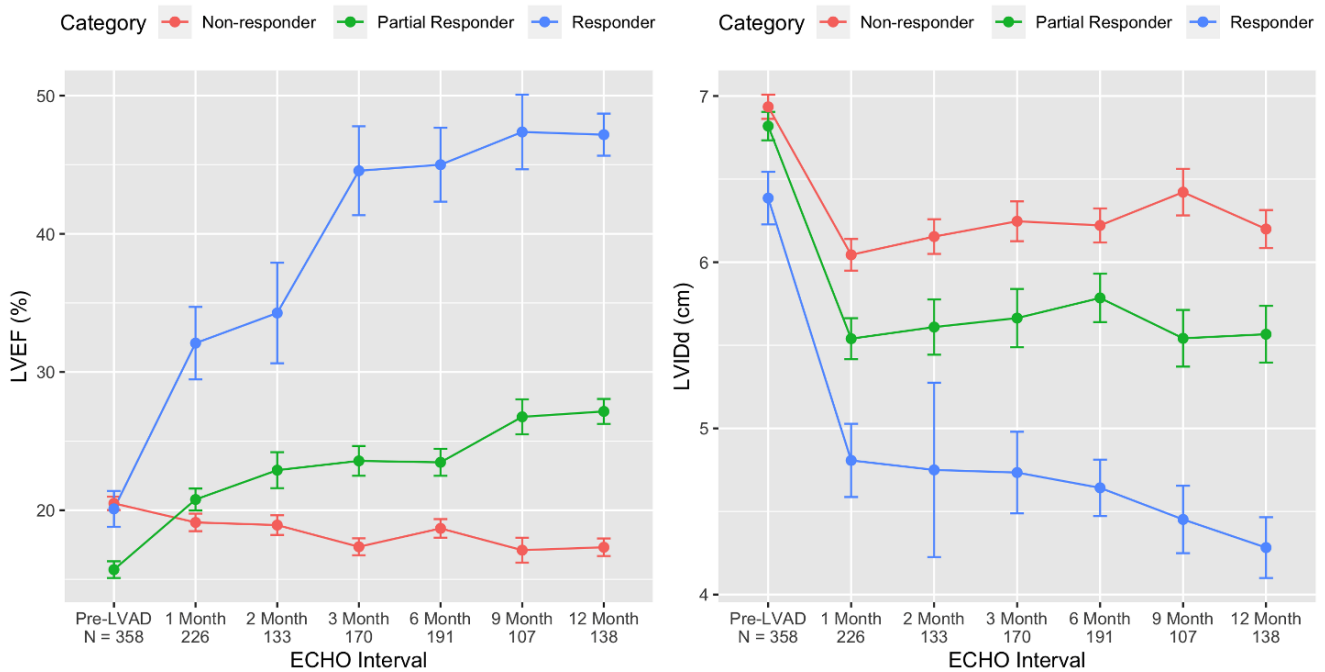 Category Non-responder Partial Responder Responder
LVEF (%)
50
40
30
20
Pre-LVAD 1 Month 2 Month 3 Month 6 Month 9 Month 12 Month
N = 358 226 133 170 191 107 138
ECHO Interval
Category Non-responder Partial Responder Responder
LVIDd (cm)
7
6
5
4
Pre-LVAD 1 Month 2 Month 3 Month 6 Month 9 Month 12 Month
N = 358 226 133 170 191 107 138
ECHO Interval